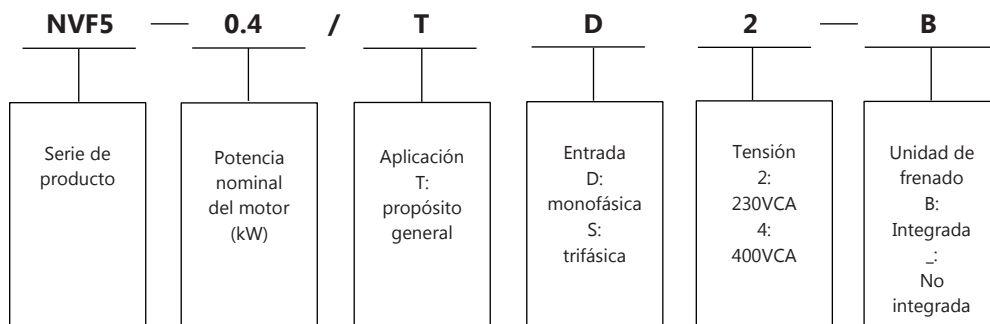 NVF5 — 0.4 / T D 2 — B
Serie de
producto
Potencia
nominal
del motor
(kW)
Aplicación
T:
propósito
general
Entrada
D:
monofásica
S:
trifásica
Tensión
2:
230VCA
4:
400VCA
Unidad de
frenado
B:
Integrada
_:
No
integrada